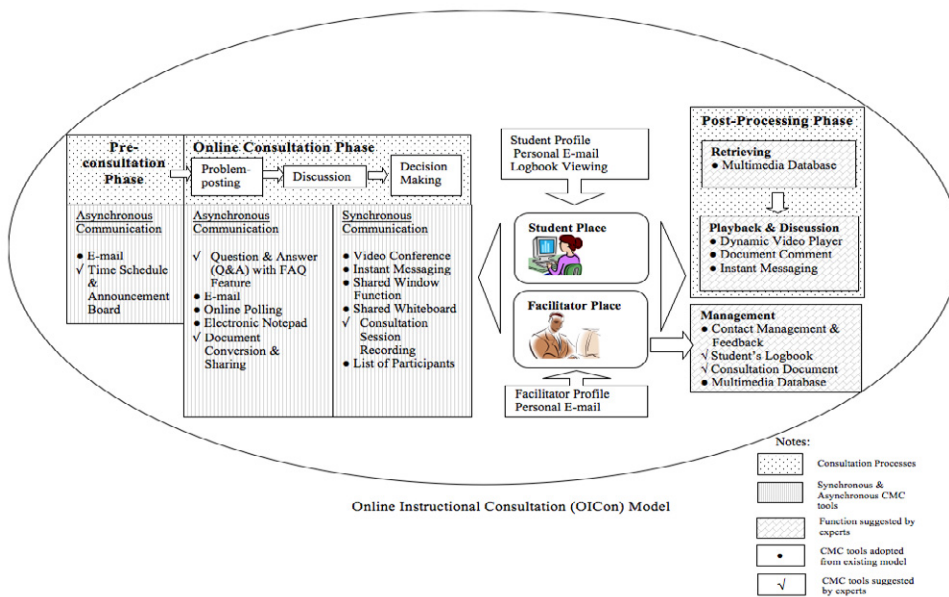 Pre-
consultation
Phase
Online Consultation Phase
Problem-
posting
Discussion
Decision
Making
Asynchronous
Communication
● E-mail
√ Time Schedule
&
Announcement
Board
Asynchronous
Communication
√ Question & Answer
(Q&A) with FAQ
Feature
● E-mail
● Online Polling
● Electronic Notepad
√ Document
Conversion &
Sharing
Synchronous
Communication
● Video Conference
● Instant Messaging
● Shared Window
Function
● Shared Whiteboard
√ Consultation
Session
Recording
● List of Participants
Student Profile
Personal E-mail
Logbook Viewing
Student Place
Facilitator Place
Facilitator Profile
Personal E-mail
Post-Processing Phase
Retrieving
● Multimedia Database
Playback & Discussion
● Dynamic Video Player
● Document Comment
● Instant Messaging
Management
● Contact Management &
Feedback
√ Student's Logbook
√ Consultation Document
● Multimedia Database
Online Instructional Consultation (OICon) Model
Notes:
Consultation Processes
Synchronous &
Asynchronous CMC
tools
Function suggested by
experts
● CMC tools adopted
from existing model
√ CMC tools suggested
by experts